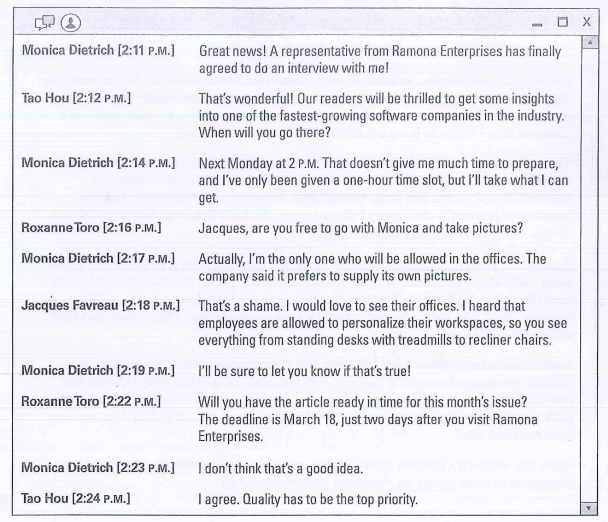 Monica Dietrich [2:11 P.M.] Great news! A representative from Ramona Enterprises has finally
agreed to do an interview with me!
Tao Hou [2:12 P.M.] That's wonderful! Our readers will be thrilled to get some insights
into one of the fastest-growing software companies in the industry.
When will you go there?
Monica Dietrich [2:14 P.M.] Next Monday at 2 P.M. That doesn't give me much time to prepare,
and I've only been given a one-hour time slot, but I'll take what I can
get.
Roxanne Toro [2:16 P.M.] Jacques, are you free to go with Monica and take pictures?
Monica Dietrich [2:17 P.M.] Actually, I'm the only one who will be allowed in the offices. The
company said it prefers to supply its own pictures.
Jacques Favreau [2:18 P.M.] That's a shame. I would love to see their offices. I heard that
employees are allowed to personalize their workspaces, so you see
everything from standing desks with treadmills to recliner chairs.
Monica Dietrich [2:19 P.M.] I'll be sure to let you know if that's true!
Roxanne Toro [2:22 P.M.] Will you have the article ready in time for this month's issue?
The deadline is March 18, just two days after you visit Ramona
Enterprises.
Monica Dietrich [2:23 P.M.] I don't think that's a good idea.
Tao Hou [2:24 P.M.] I agree. Quality has to be the top priority.